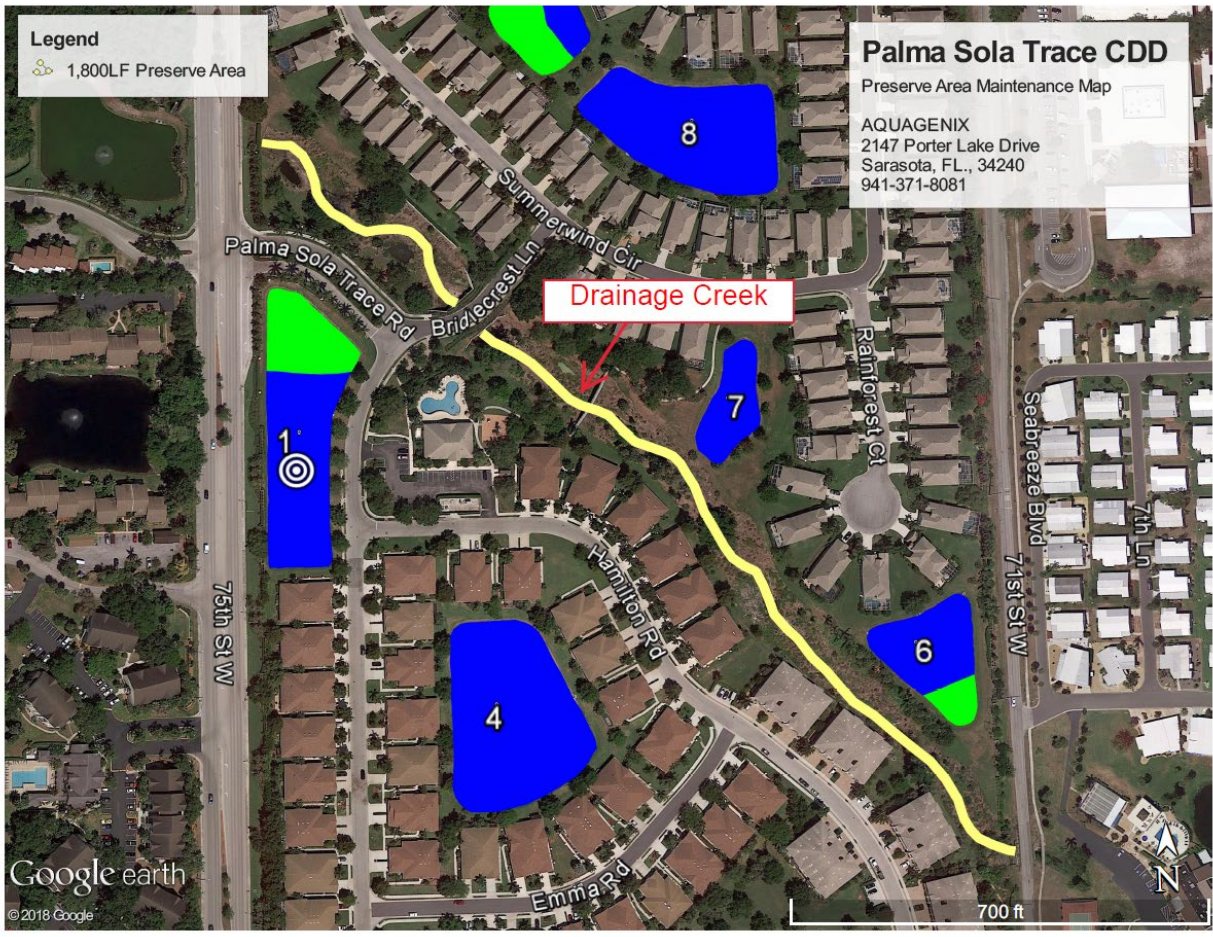 Legend
1,800LF Preserve Area
Palma Sola Trace CDD
Preserve Area Maintenance Map
AQUAGENIX
2147 Porter Lake Drive
Sarasota, FL., 34240
941-371-8081
8
Summerwind Cir
Palma Sola Trace Rd
Bridgecrest Ln
Drainage Creek
7
Rainforest Ct
1
Seabreeze Blvd
7th Ln
Hamilton Rd
75th St W
71st St W
6
4
Emma Rd
Google earth
© 2018 Google
N
700 ft